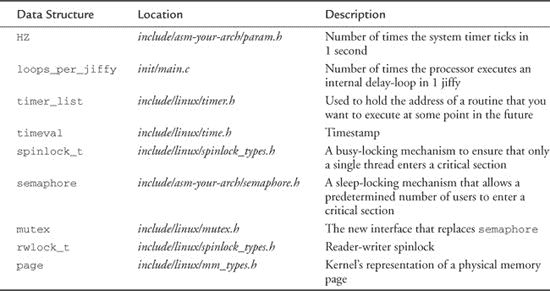 Data Structure Location Description
HZ include/asm-your-arch/param.h Number of times the system timer ticks in
1 second
loops_per_jiffy init/main.c Number of times the processor executes an
internal delay-loop in 1 jiffy
timer_list include/linux/timer.h Used to hold the address of a routine that you
want to execute at some point in the future
timeval include/linux/time.h Timestamp
spinlock_t include/linux/spinlock_types.h A busy-locking mechanism to ensure that only
a single thread enters a critical section
semaphore include/asm-your-arch/semaphore.h A sleep-locking mechanism that allows a
predetermined number of users to enter a
critical section
mutex include/linux/mutex.h The new interface that replaces semaphore
rwlock_t include/linux/spinlock_types.h Reader-writer spinlock
page include/linux/mm_types.h Kernel's representation of a physical memory
page